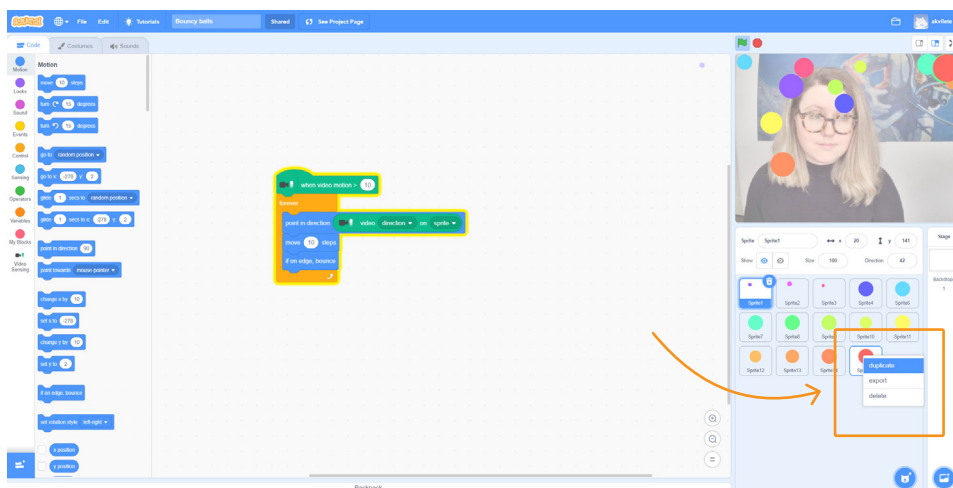 SCRATCH File Edit Tutorials Bouncy balls Shared See Project Page akvile
Code Costumes Sounds
Motion
Looks
Sound
Events
Control
Sensing
Operators
Variables
My Blocks
Video
Sensing
Motion
move 10 steps
turn 15 degrees
turn 15 degrees
go to random position
go to x: -278 y: 2
glide 1 secs to random position
glide 1 secs to x: -278 y: 2
point in direction 90
point towards mouse-pointer
change x by 10
set x to -278
change y by 10
set y to 2
if on edge, bounce
set rotation style left-right
x position
y position
when video motion > 10
forever
point in direction video direction on sprite
move 10 steps
if on edge, bounce
Backpack
Sprite Sprite1 x 20 y 141
Show Size 100 Direction 42
Sprite1 Sprite2 Sprite3 Sprite4 Sprite6
Sprite7 Sprite8 Sprite10 Sprite11
Sprite12 Sprite13
duplicate
export
delete
Stage
Backdrops
1